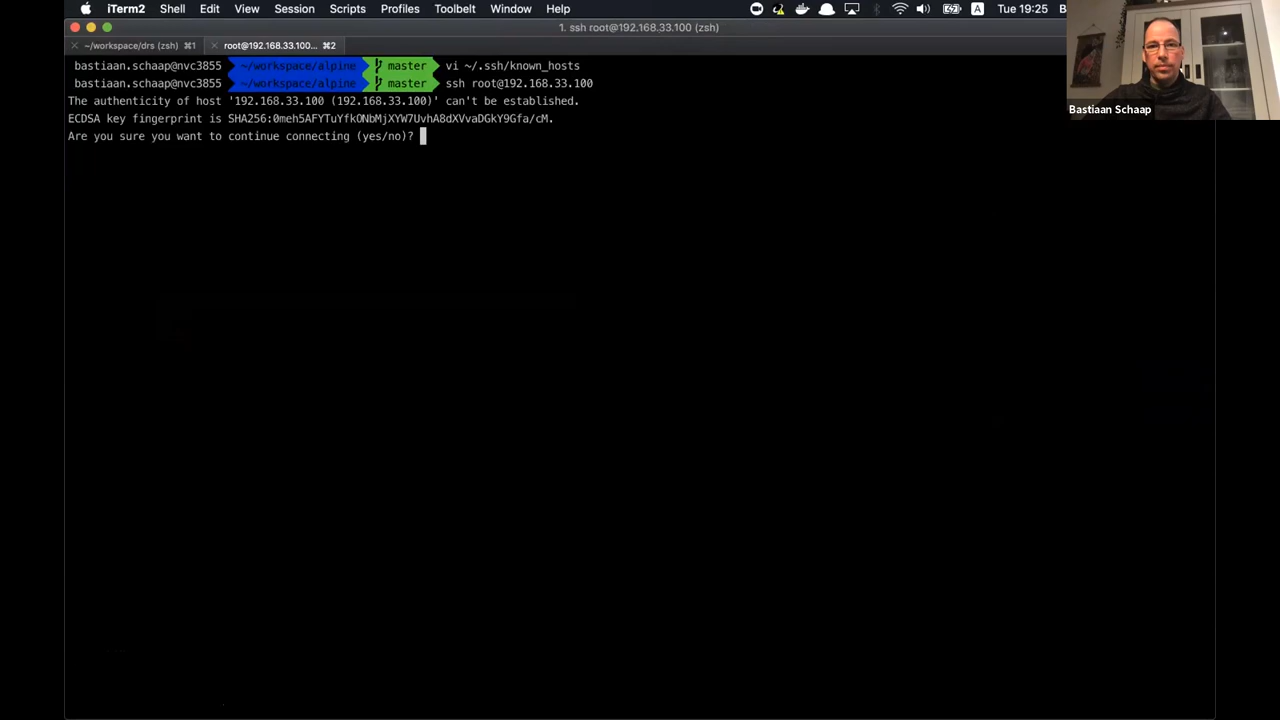 iTerm2 Shell Edit View Session Scripts Profiles Toolbelt Window Help A Tue 19:25 B
1. ssh root@192.168.33.100 (zsh)
~/workspace/drs (zsh) ⌘1 root@192.168.33.100... ⌘2
bastiaan.schaap@nvc3855 ~/workspace/alpine master vi ~/.ssh/known_hosts
bastiaan.schaap@nvc3855 ~/workspace/alpine master ssh root@192.168.33.100
The authenticity of host '192.168.33.100 (192.168.33.100)' can't be established.
ECDSA key fingerprint is SHA256:0meh5AFYTuYfkONbMjXYW7UvhA8dXVvaDGkY9Gfa/cM.
Are you sure you want to continue connecting (yes/no)?
Bastiaan Schaap